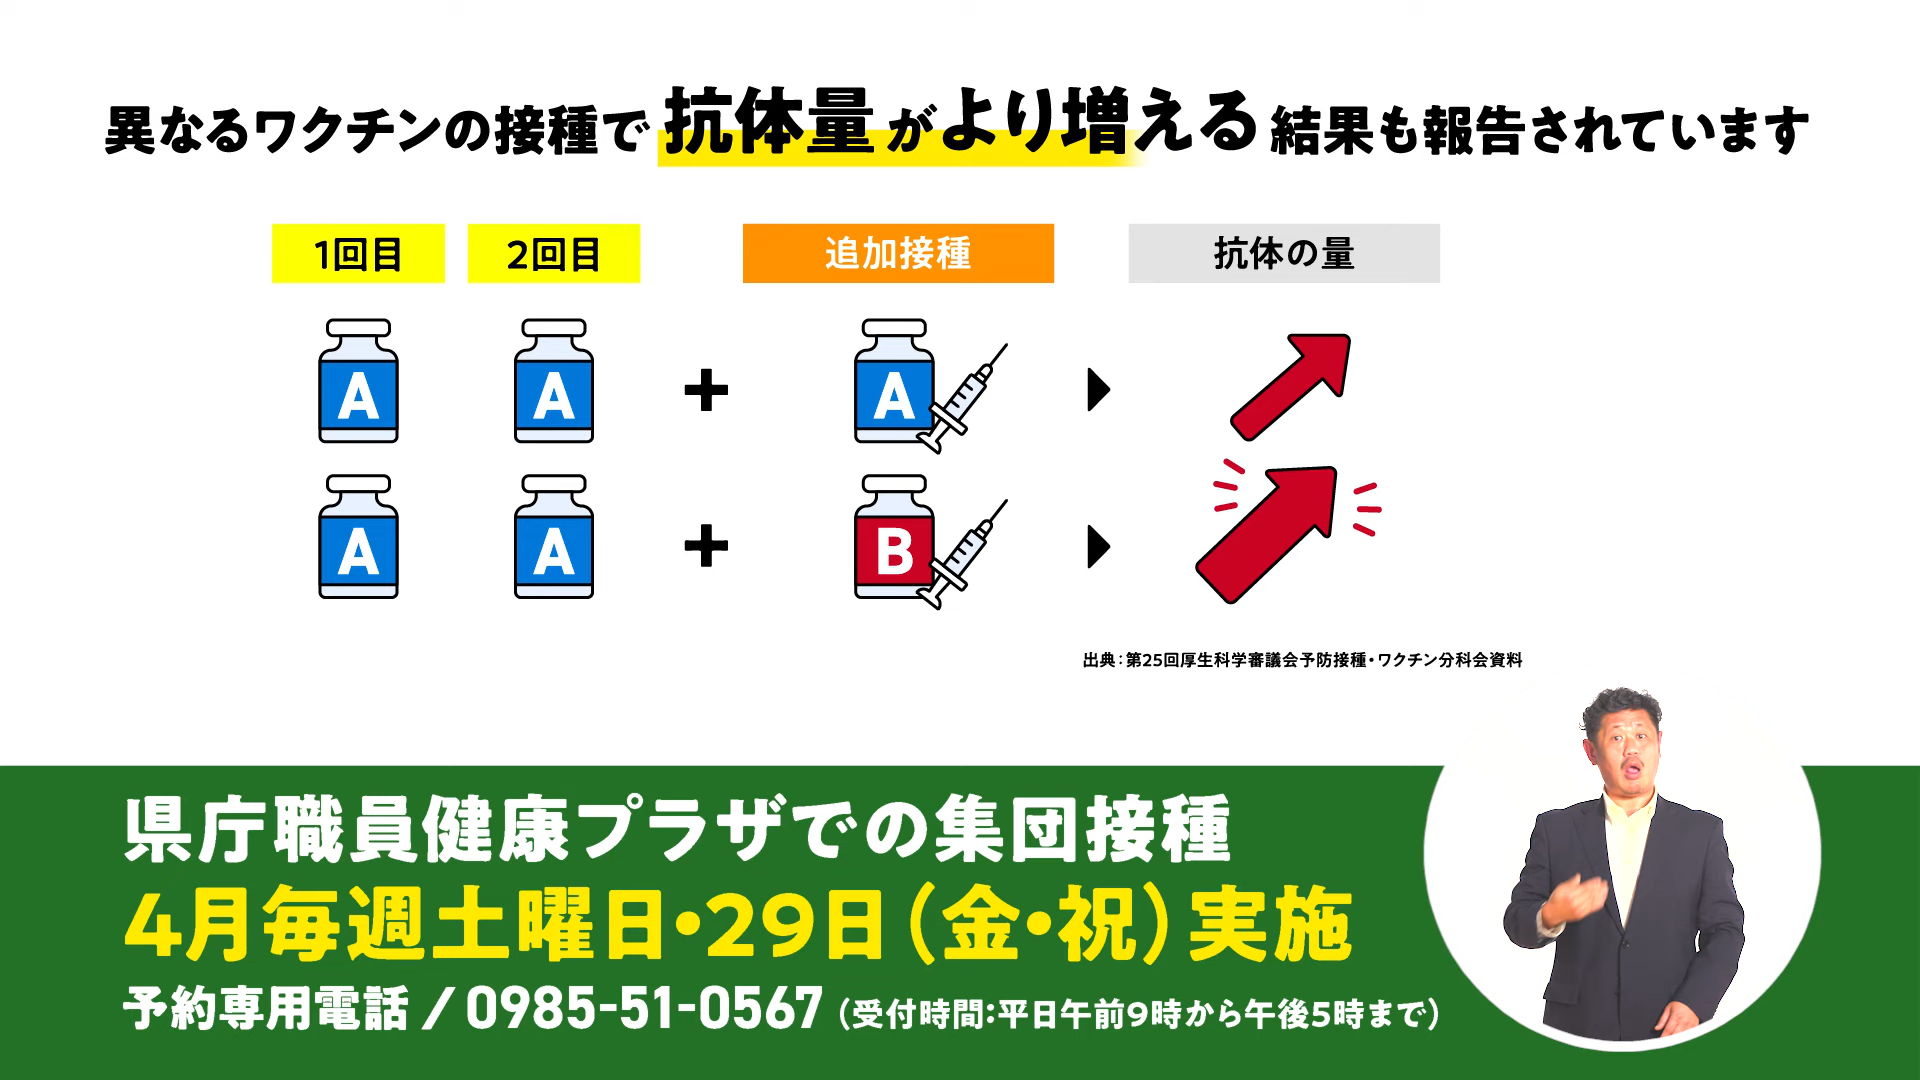 異なるワクチンの接種で抗体量がより増える結果も報告されています
1回目 2回目 追加接種 抗体の量
A A + A
A A + B
出典：第25回厚生科学審議会予防接種・ワクチン分科会資料
県庁職員健康プラザでの集団接種
4月毎週土曜日・29日（金・祝）実施
予約専用電話／0985-51-0567（受付時間：平日午前9時から午後5時まで）